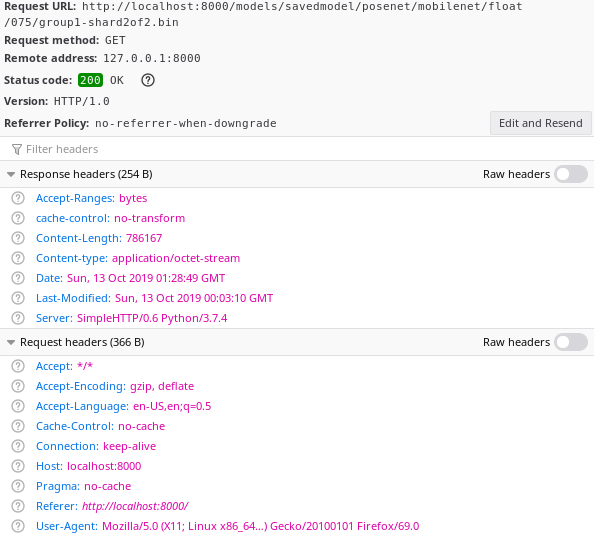 Request URL: http://localhost:8000/models/savedmodel/posenet/mobilenet/float
/075/group1-shard2of2.bin
Request method: GET
Remote address: 127.0.0.1:8000
Status code: 200 OK ?
Version: HTTP/1.0
Referrer Policy: no-referrer-when-downgrade Edit and Resend
Filter headers
Response headers (254 B) Raw headers
? Accept-Ranges: bytes
? cache-control: no-transform
? Content-Length: 786167
? Content-type: application/octet-stream
? Date: Sun, 13 Oct 2019 01:28:49 GMT
? Last-Modified: Sun, 13 Oct 2019 00:03:10 GMT
? Server: SimpleHTTP/0.6 Python/3.7.4
Request headers (366 B) Raw headers
? Accept: */*
? Accept-Encoding: gzip, deflate
? Accept-Language: en-US,en;q=0.5
? Cache-Control: no-cache
? Connection: keep-alive
? Host: localhost:8000
? Pragma: no-cache
? Referer: http://localhost:8000/
? User-Agent: Mozilla/5.0 (X11; Linux x86_64...) Gecko/20100101 Firefox/69.0